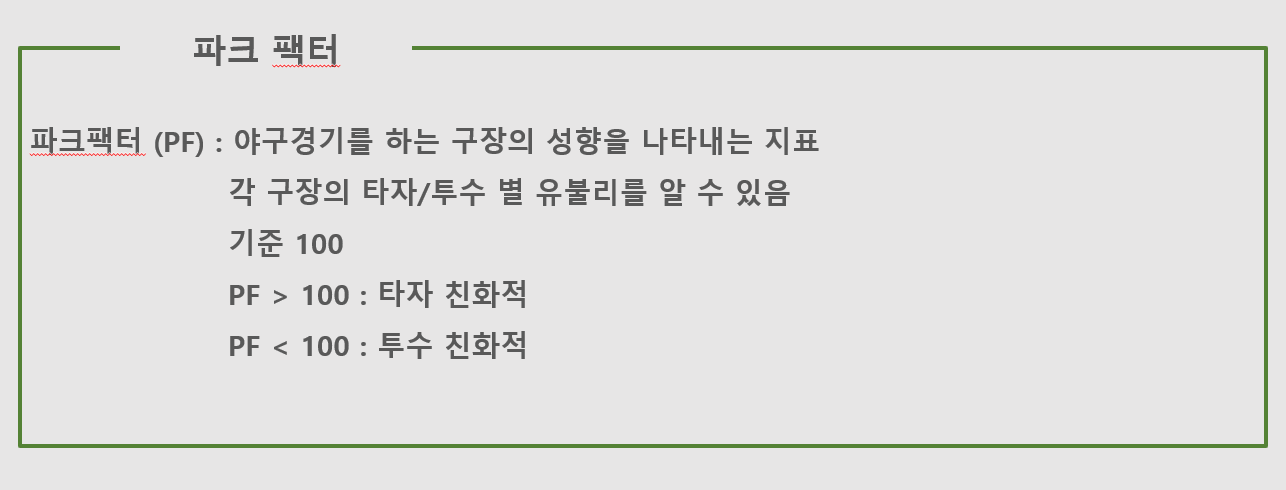 파크 팩터
파크팩터 (PF) : 야구경기를 하는 구장의 성향을 나타내는 지표
각 구장의 타자/투수 별 유불리를 알 수 있음
기준 100
PF > 100 : 타자 친화적
PF < 100 : 투수 친화적